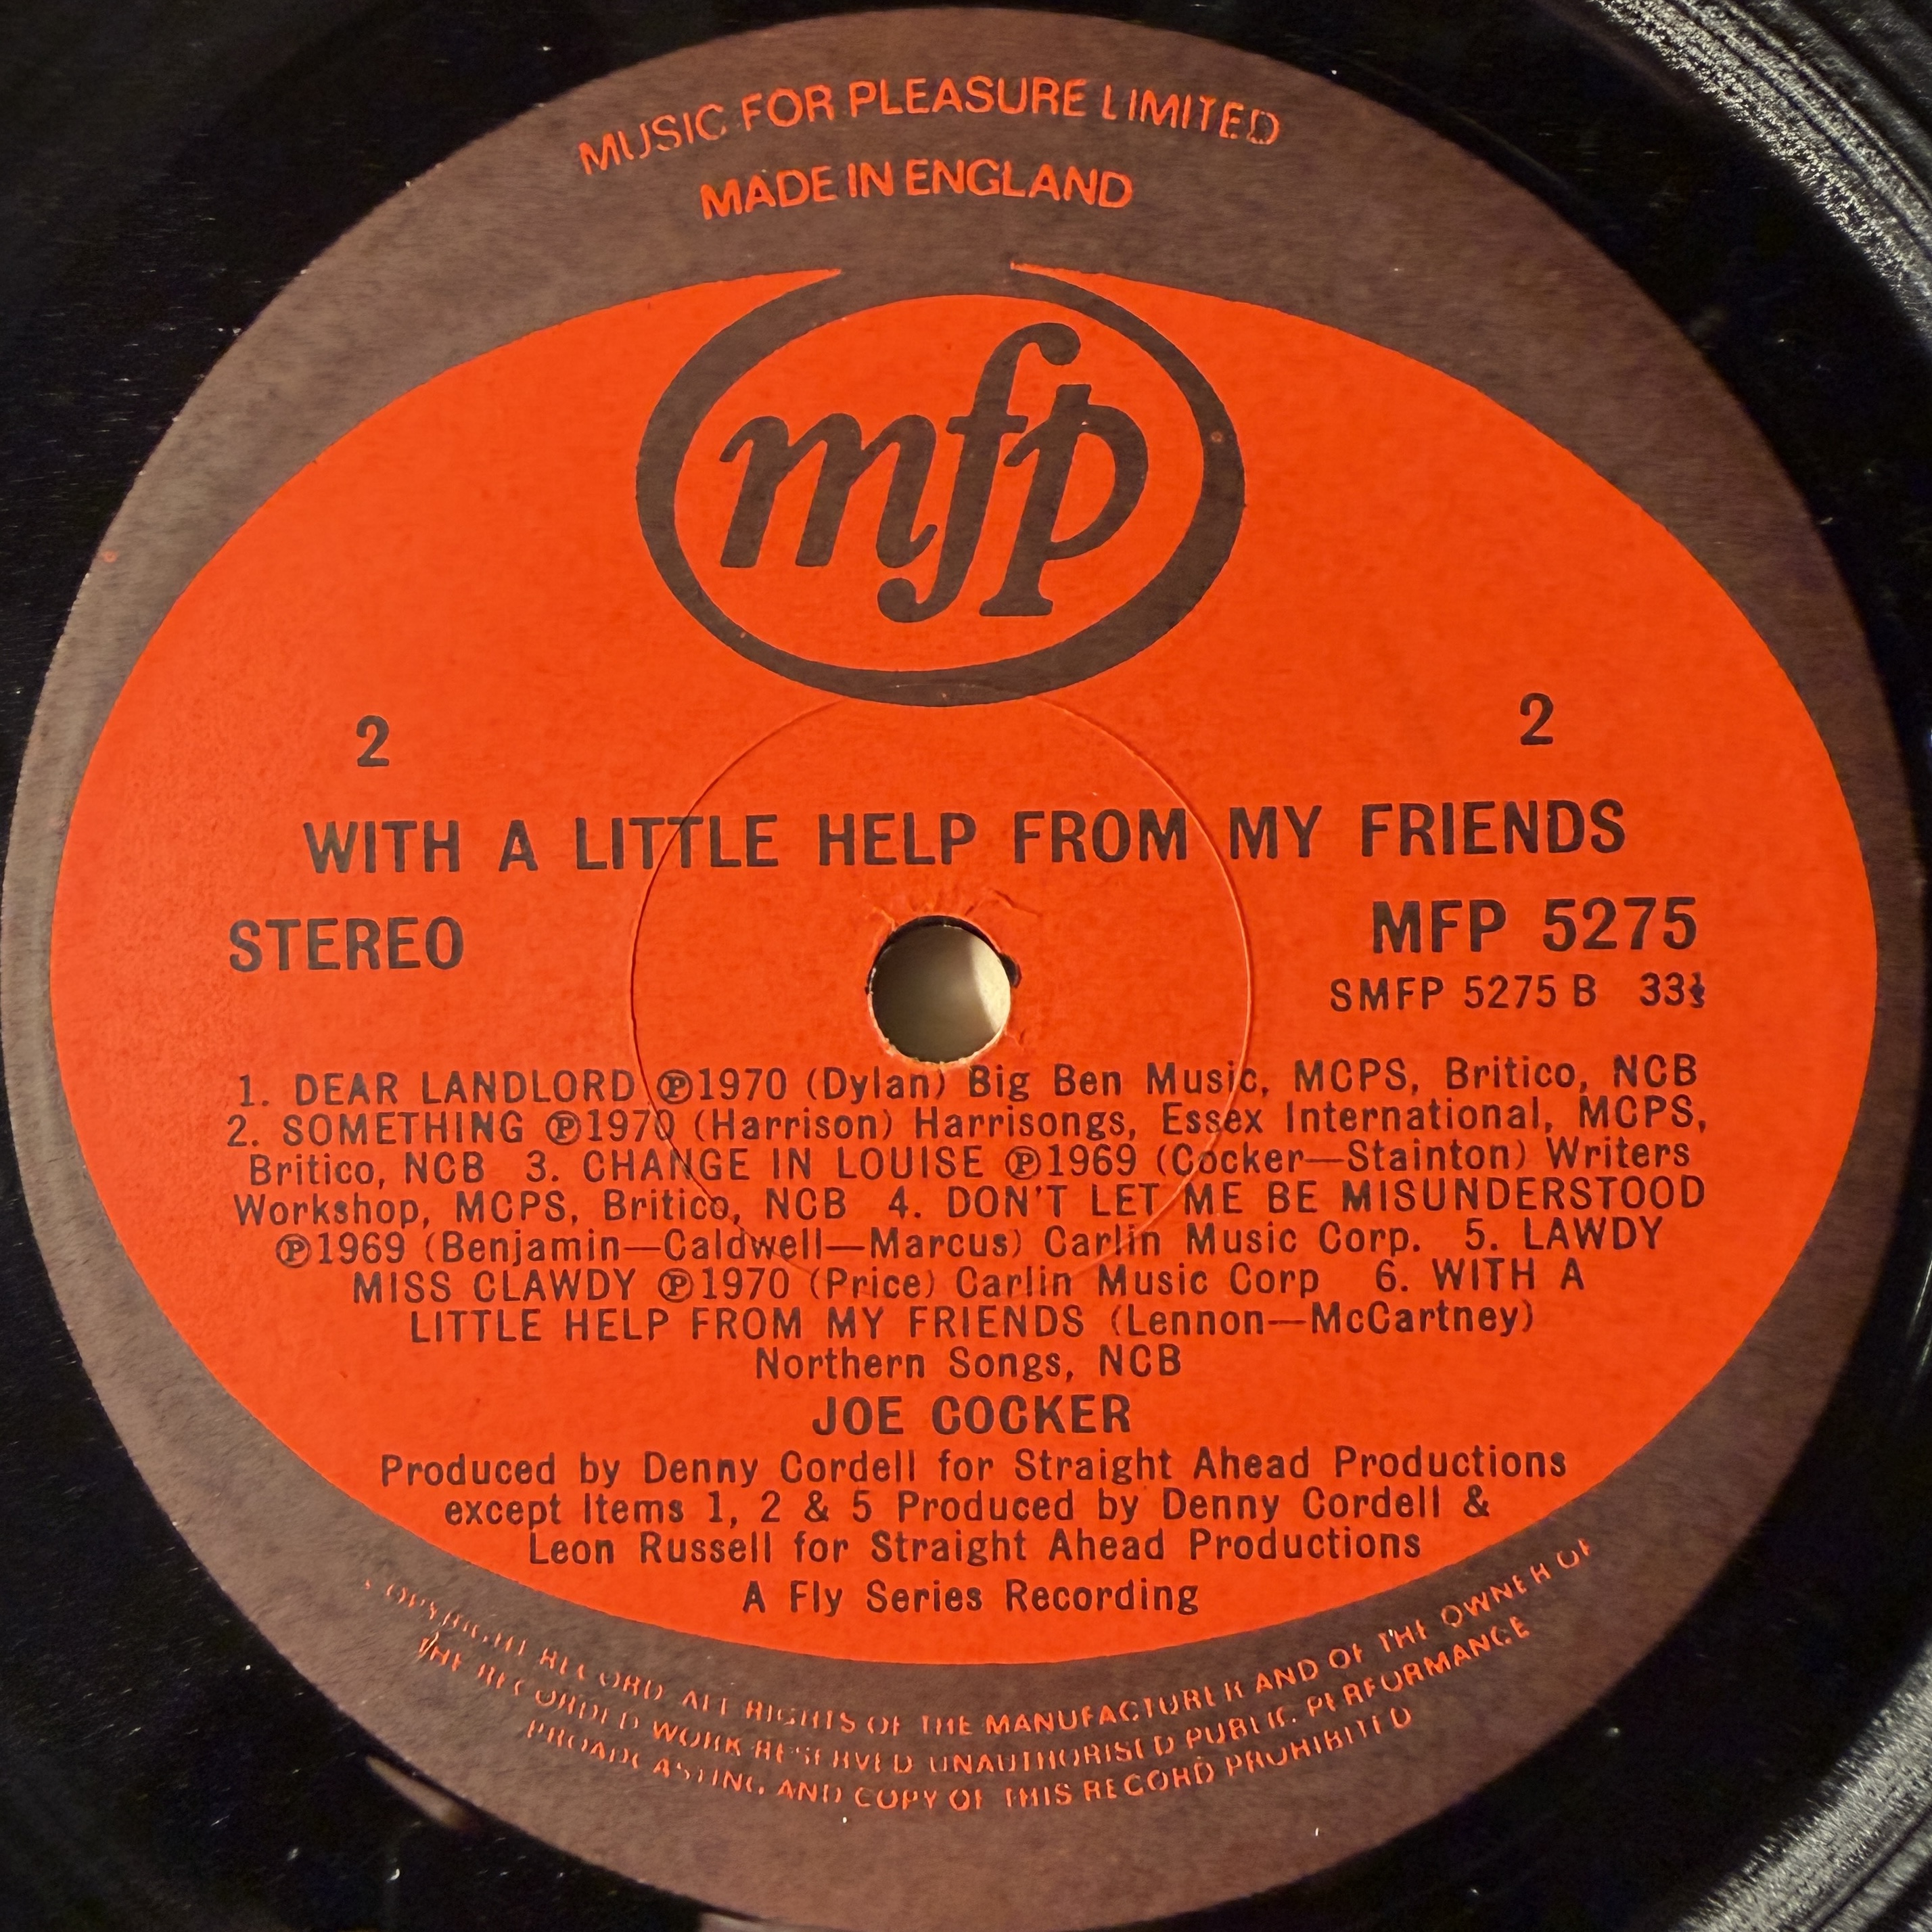 MUSIC FOR PLEASURE LIMITED
MADE IN ENGLAND
mfp
2 2
WITH A LITTLE HELP FROM MY FRIENDS
STEREO MFP 5275
SMFP 5275 B 33⅓
1. DEAR LANDLORD ℗1970 (Dylan) Big Ben Music, MCPS, Britico, NCB
2. SOMETHING ℗1970 (Harrison) Harrisongs, Essex International, MCPS,
Britico, NCB 3. CHANGE IN LOUISE ℗1969 (Cocker—Stainton) Writers
Workshop, MCPS, Britico, NCB 4. DON'T LET ME BE MISUNDERSTOOD
℗1969 (Benjamin—Caldwell—Marcus) Carlin Music Corp. 5. LAWDY
MISS CLAWDY ℗1970 (Price) Carlin Music Corp 6. WITH A
LITTLE HELP FROM MY FRIENDS (Lennon—McCartney)
Northern Songs, NCB
JOE COCKER
Produced by Denny Cordell for Straight Ahead Productions
except Items 1, 2 & 5 Produced by Denny Cordell &
Leon Russell for Straight Ahead Productions
A Fly Series Recording
COPYRIGHT RECORD ALL RIGHTS OF THE MANUFACTURER AND OF THE OWNER OF
THE RECORDED WORK RESERVED UNAUTHORISED PUBLIC PERFORMANCE
BROADCASTING AND COPY OF THIS RECORD PROHIBITED